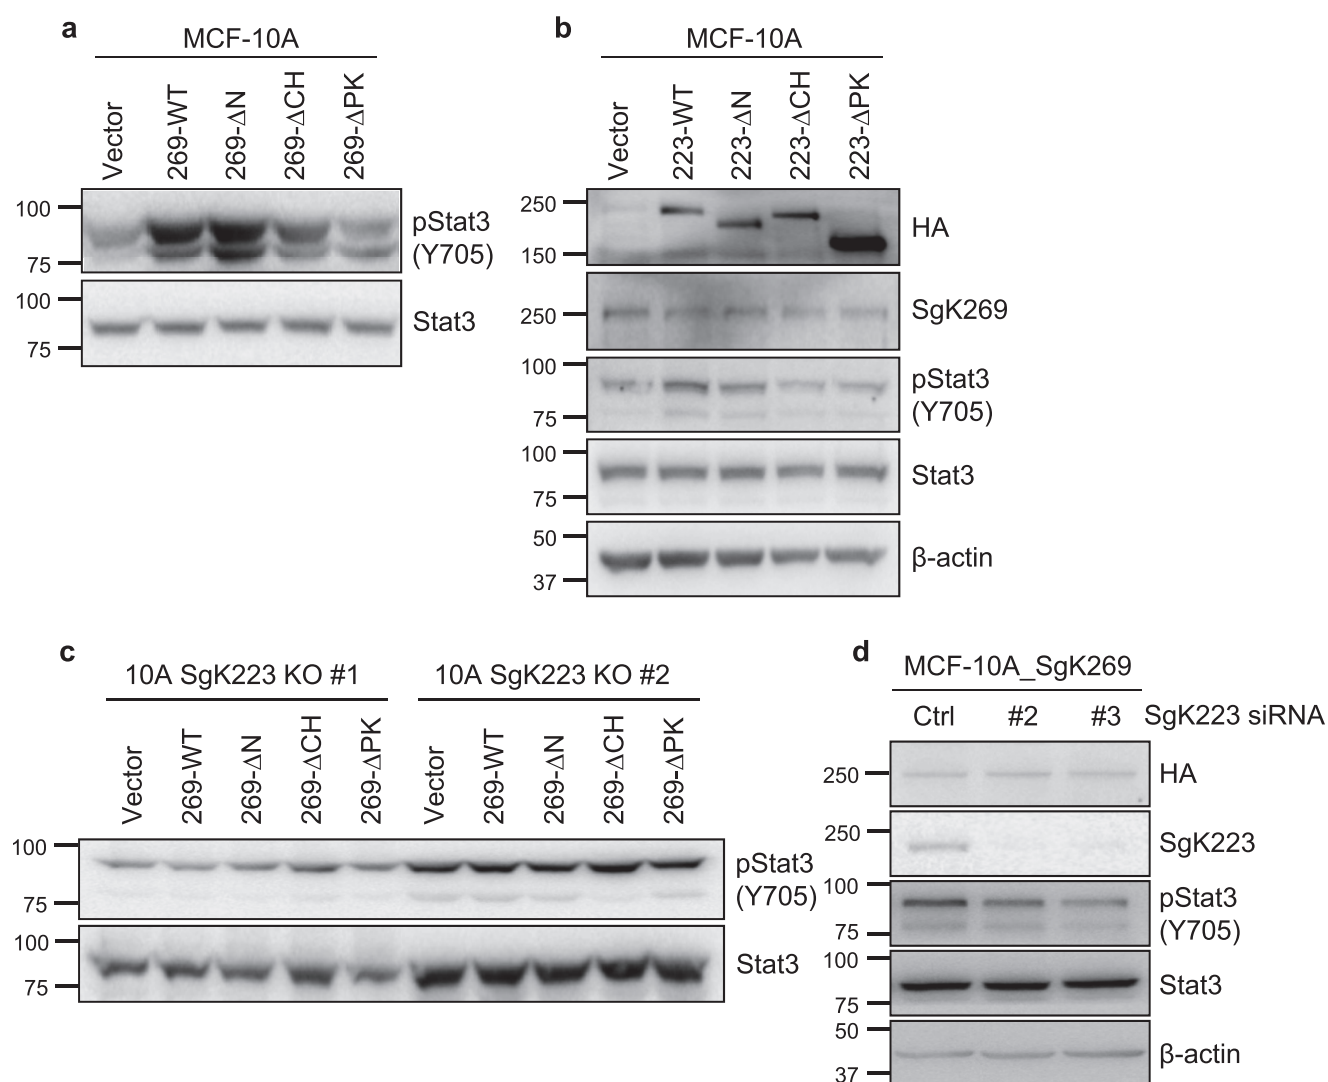 a
MCF-10A
Vector
269-WT
269-ΔN
269-ΔCH
269-ΔPK
100
75
pStat3
(Y705)
100
75
Stat3
b
MCF-10A
Vector
223-WT
223-ΔN
223-ΔCH
223-ΔPK
250
150
HA
250
SgK269
100
75
pStat3
(Y705)
100
75
Stat3
50
37
β-actin
c
10A SgK223 KO #1
10A SgK223 KO #2
Vector
269-WT
269-ΔN
269-ΔCH
269-ΔPK
Vector
269-WT
269-ΔN
269-ΔCH
269-ΔPK
100
75
pStat3
(Y705)
100
75
Stat3
d
MCF-10A_SgK269
Ctrl #2 #3 SgK223 siRNA
250
HA
250
SgK223
100
75
pStat3
(Y705)
100
75
Stat3
50
37
β-actin